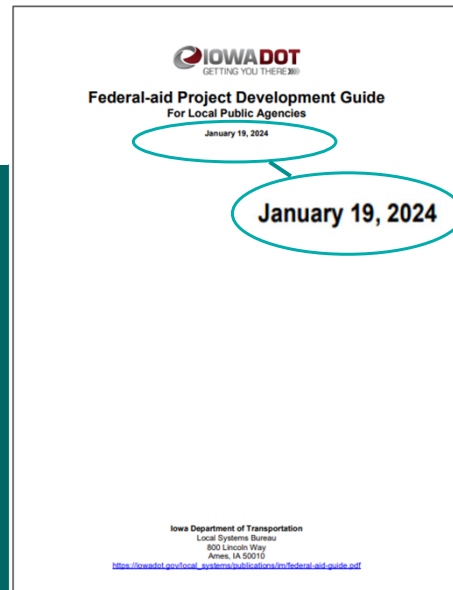 IOWADOT
GETTING YOU THERE
Federal-aid Project Development Guide
For Local Public Agencies
January 19, 2024
January 19, 2024
Iowa Department of Transportation
Local Systems Bureau
800 Lincoln Way
Ames, IA 50010
https://iowadot.gov/local_systems/publications/im/federal-aid-guide.pdf